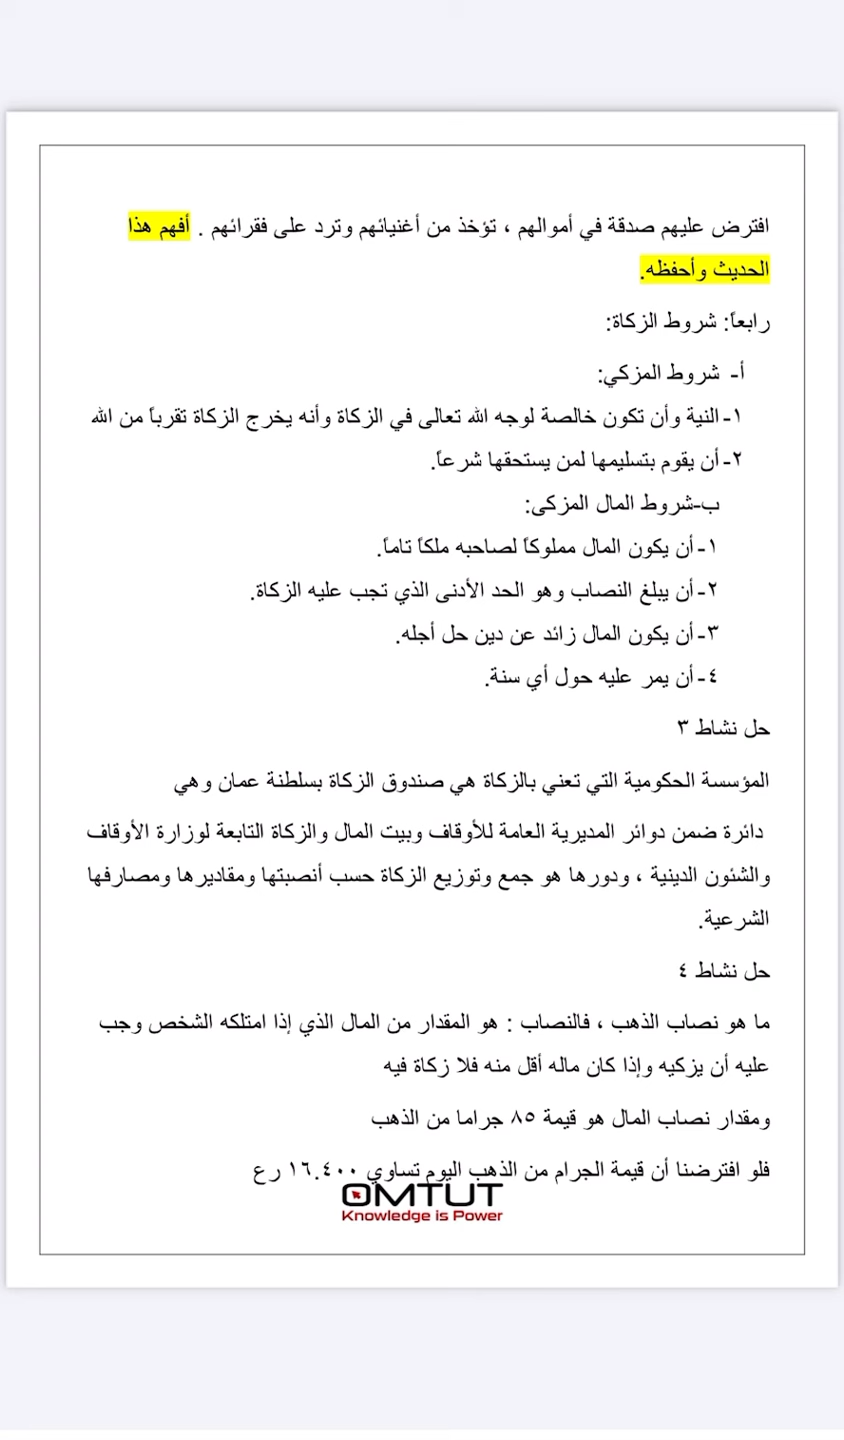 افترض عليهم صدقة في أموالهم ، تؤخذ من أغنيائهم وترد على فقرائهم . أفهم هذا
الحديث وأحفظه.
رابعاً: شروط الزكاة:
أ- شروط المزكي:
١-النية وأن تكون خالصة لوجه الله تعالى في الزكاة وأنه يخرج الزكاة تقرباً من الله
٢-أن يقوم بتسليمها لمن يستحقها شرعاً.
ب-شروط المال المزكى:
١-أن يكون المال مملوكاً لصاحبه ملكاً تاماً.
٢-أن يبلغ النصاب وهو الحد الأدنى الذي تجب عليه الزكاة.
٣-أن يكون المال زائد عن دين حل أجله.
٤-أن يمر عليه حول أي سنة.
حل نشاط ٣
المؤسسة الحكومية التي تعني بالزكاة هي صندوق الزكاة بسلطنة عمان وهي
دائرة ضمن دوائر المديرية العامة للأوقاف وبيت المال والزكاة التابعة لوزارة الأوقاف
والشئون الدينية ، ودورها هو جمع وتوزيع الزكاة حسب أنصبتها ومقاديرها ومصارفها
الشرعية.
حل نشاط ٤
ما هو نصاب الذهب ، فالنصاب : هو المقدار من المال الذي إذا امتلكه الشخص وجب
عليه أن يزكيه وإذا كان ماله أقل منه فلا زكاة فيه
ومقدار نصاب المال هو قيمة ٨٥ جراما من الذهب
فلو افترضنا أن قيمة الجرام من الذهب اليوم تساوي ١٦.٤٠٠ رع
OMTUT
Knowledge is Power